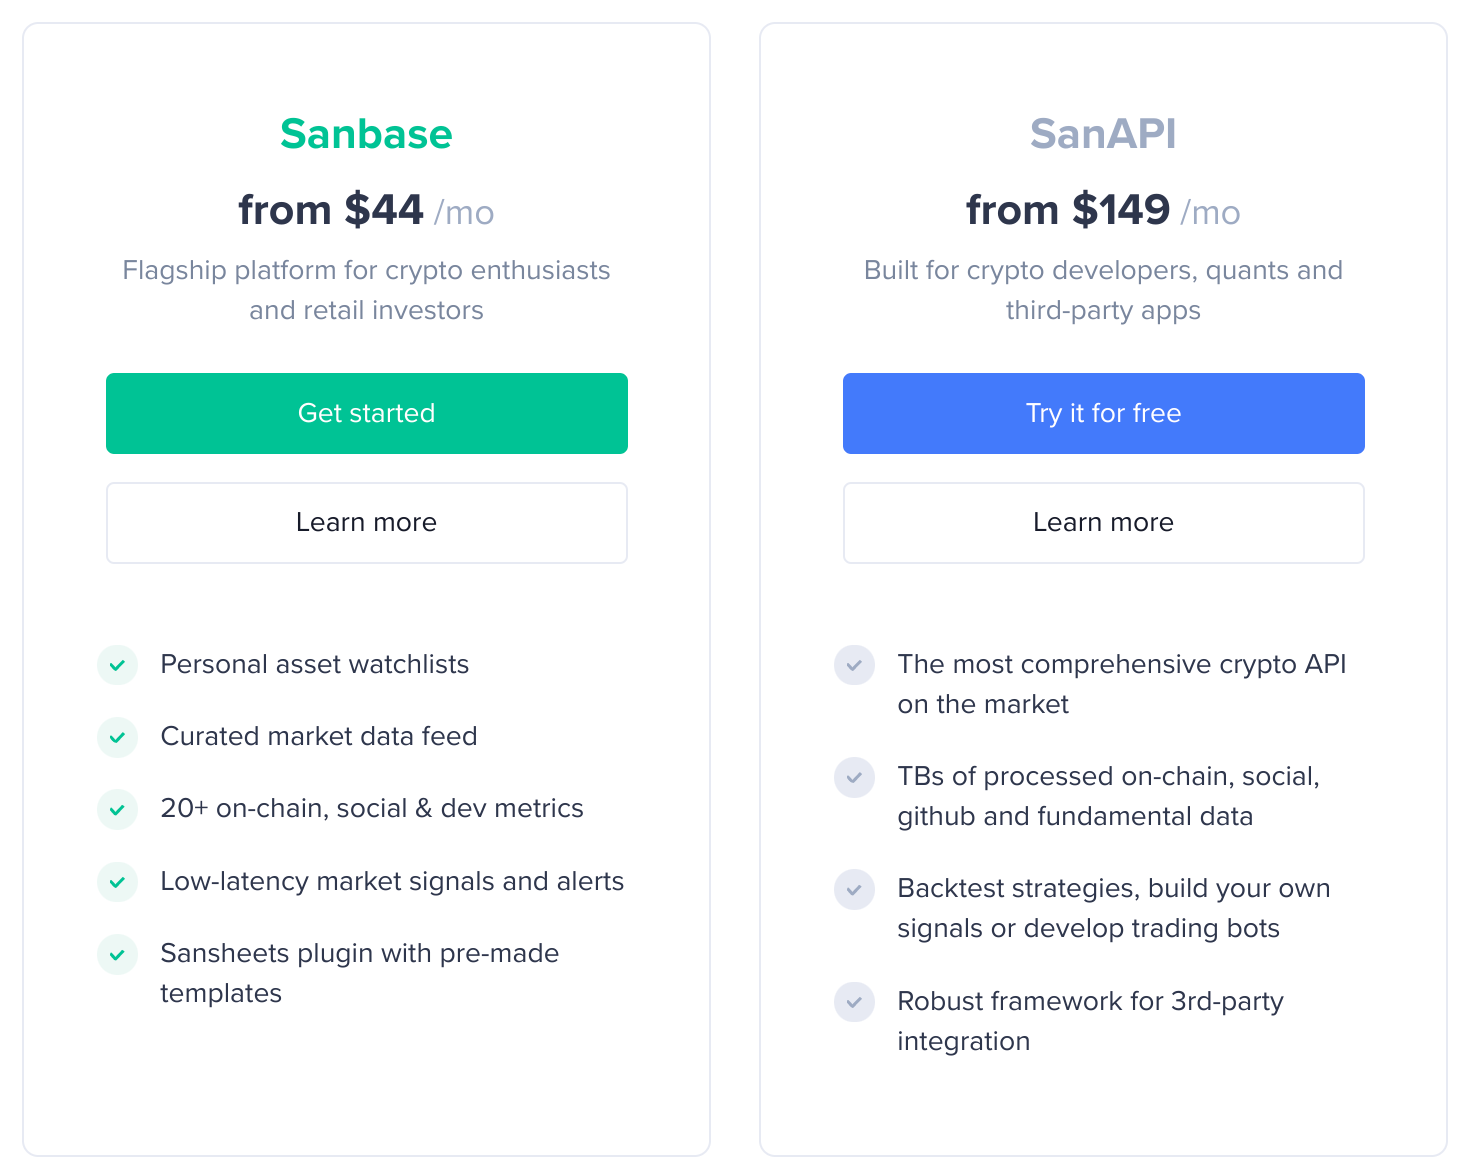 Sanbase
from $44 /mo
Flagship platform for crypto enthusiasts
and retail investors
Get started
Learn more
Personal asset watchlists
Curated market data feed
20+ on-chain, social & dev metrics
Low-latency market signals and alerts
Sansheets plugin with pre-made
templates
SanAPI
from $149 /mo
Built for crypto developers, quants and
third-party apps
Try it for free
Learn more
The most comprehensive crypto API
on the market
TBs of processed on-chain, social,
github and fundamental data
Backtest strategies, build your own
signals or develop trading bots
Robust framework for 3rd-party
integration